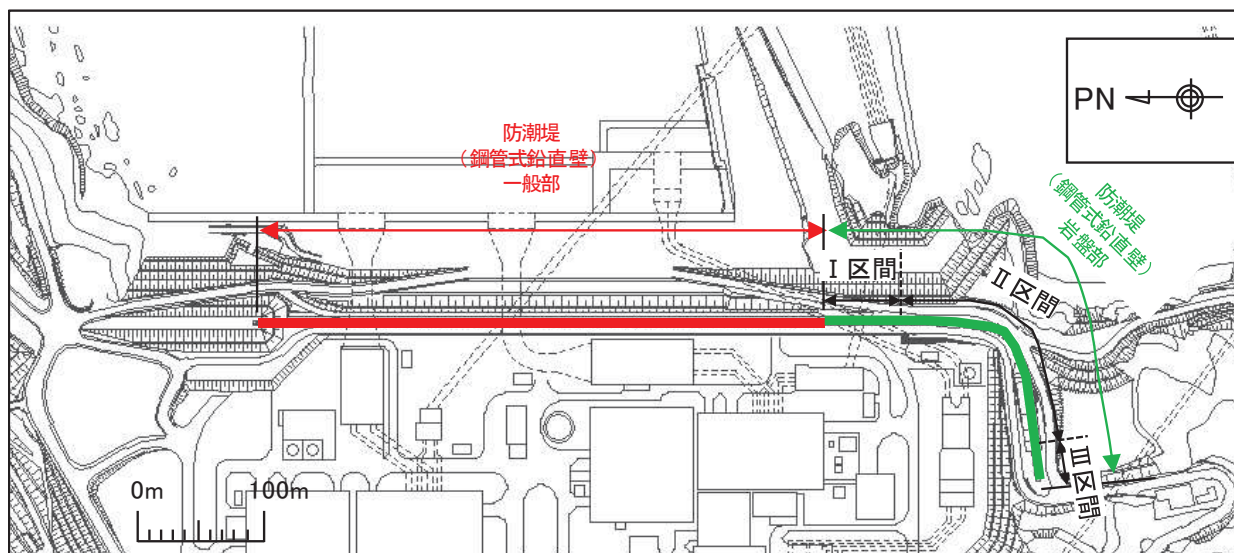 防潮堤
(鋼管式鉛直壁)
一般部
PN
防潮堤
(鋼管式鉛直壁)
岩盤部
Ⅰ区間
Ⅱ区間
Ⅲ区間
0m
100m